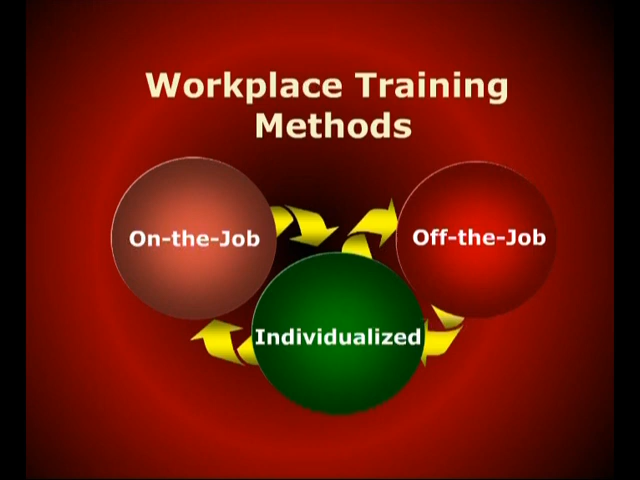 Workplace Training
Methods
On-the-Job
Off-the-Job
Individualized